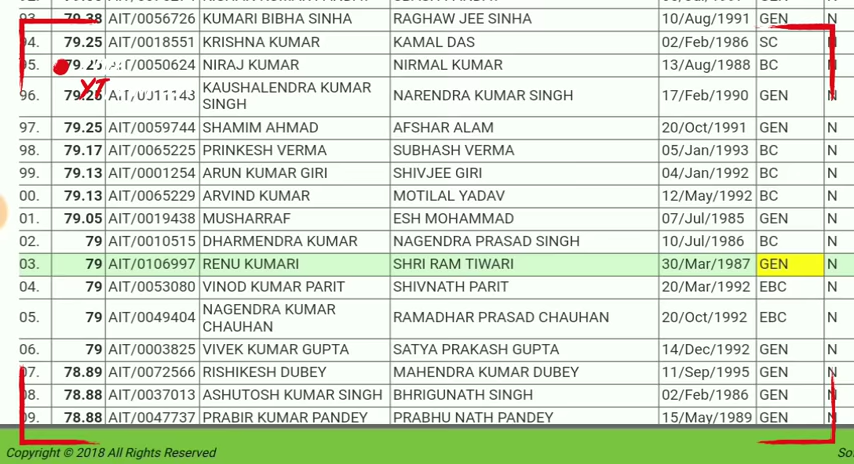 93. 79.38 AIT/0056726 KUMARI BIBHA SINHA RAGHAW JEE SINHA 10/Aug/1991 GEN N
94. 79.25 AIT/0018551 KRISHNA KUMAR KAMAL DAS 02/Feb/1986 SC N
95. 79.25 AIT/0050624 NIRAJ KUMAR NIRMAL KUMAR 13/Aug/1988 BC N
YT
96. 79.25 KAUSHALENDRA KUMAR SINGH NARENDRA KUMAR SINGH 17/Feb/1990 GEN N
97. 79.25 AIT/0059744 SHAMIM AHMAD AFSHAR ALAM 20/Oct/1991 GEN N
98. 79.17 AIT/0065225 PRINKESH VERMA SUBHASH VERMA 05/Jan/1993 BC N
99. 79.13 AIT/0001254 ARUN KUMAR GIRI SHIVJEE GIRI 04/Jan/1992 BC N
00. 79.13 AIT/0065229 ARVIND KUMAR MOTILAL YADAV 12/May/1992 BC N
01. 79.05 AIT/0019438 MUSHARRAF ESH MOHAMMAD 07/Jul/1985 GEN N
02. 79 AIT/0010515 DHARMENDRA KUMAR NAGENDRA PRASAD SINGH 10/Jul/1986 BC N
03. 79 AIT/0106997 RENU KUMARI SHRI RAM TIWARI 30/Mar/1987 GEN N
04. 79 AIT/0053080 VINOD KUMAR PARIT SHIVNATH PARIT 20/Mar/1992 EBC N
05. 79 AIT/0049404 NAGENDRA KUMAR CHAUHAN RAMADHAR PRASAD CHAUHAN 20/Oct/1992 EBC N
06. 79 AIT/0003825 VIVEK KUMAR GUPTA SATYA PRAKASH GUPTA 14/Dec/1992 GEN N
07. 78.89 AIT/0072566 RISHIKESH DUBEY MAHENDRA KUMAR DUBEY 11/Sep/1995 GEN N
08. 78.88 AIT/0037013 ASHUTOSH KUMAR SINGH BHRIGUNATH SINGH 02/Feb/1986 GEN N
09. 78.88 AIT/0047737 PRABIR KUMAR PANDEY PRABHU NATH PANDEY 15/May/1989 GEN N
Copyright © 2018 All Rights Reserved